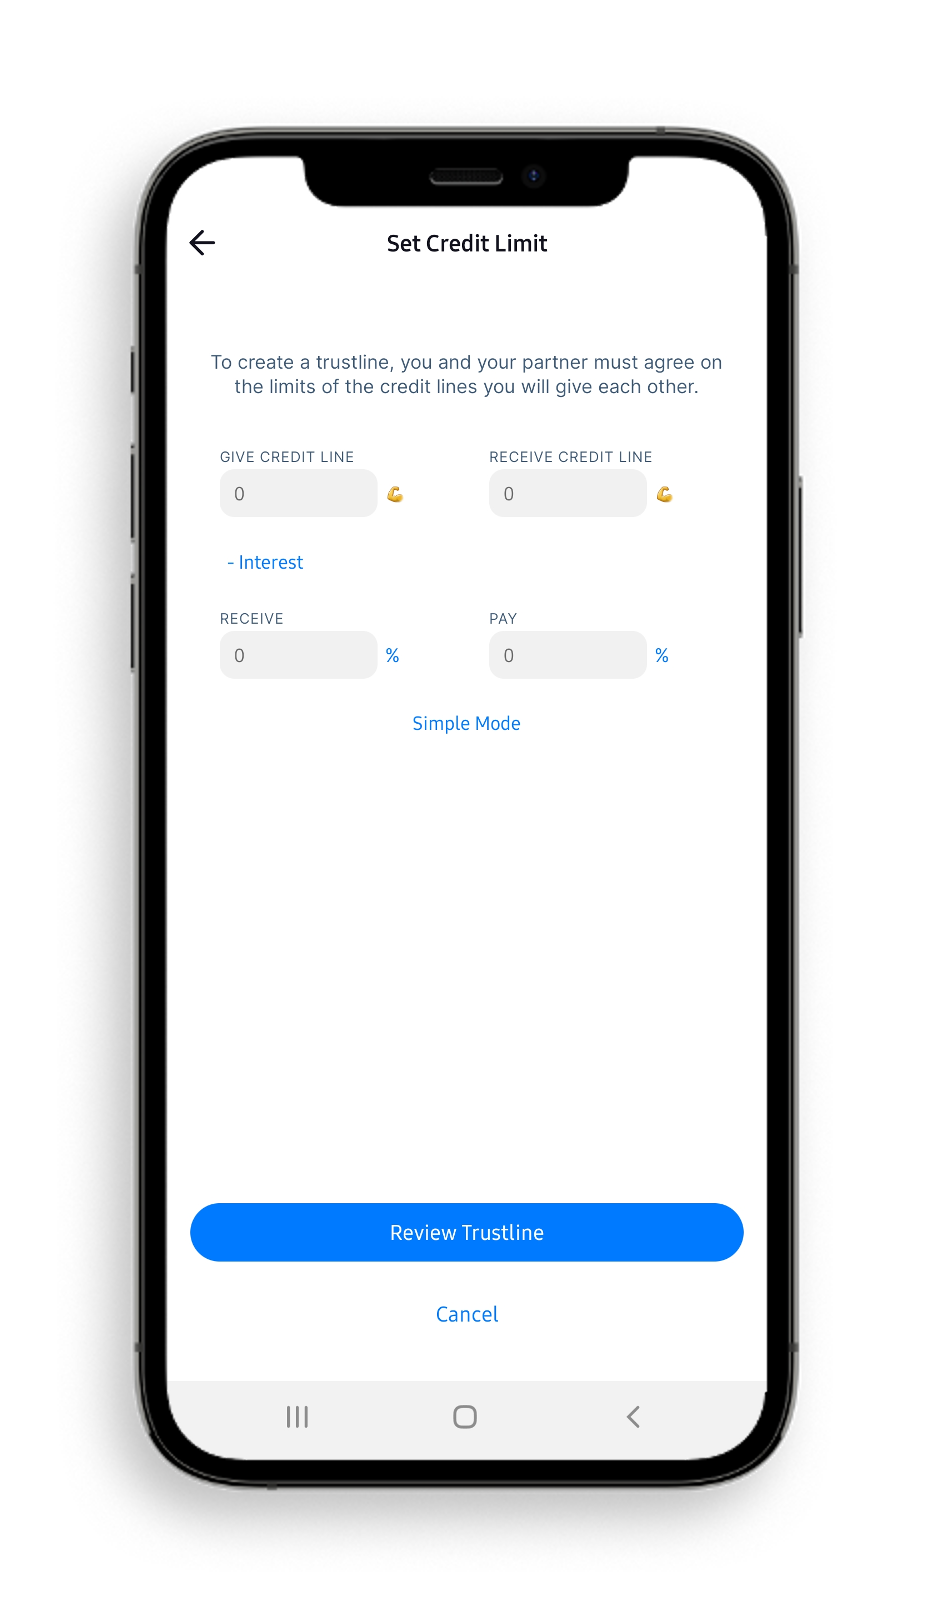 Set Credit Limit
To create a trustline, you and your partner must agree on
the limits of the credit lines you will give each other.
GIVE CREDIT LINE RECEIVE CREDIT LINE
0 💪 0 💪
- Interest
RECEIVE PAY
0 % 0 %
Simple Mode
Review Trustline
Cancel